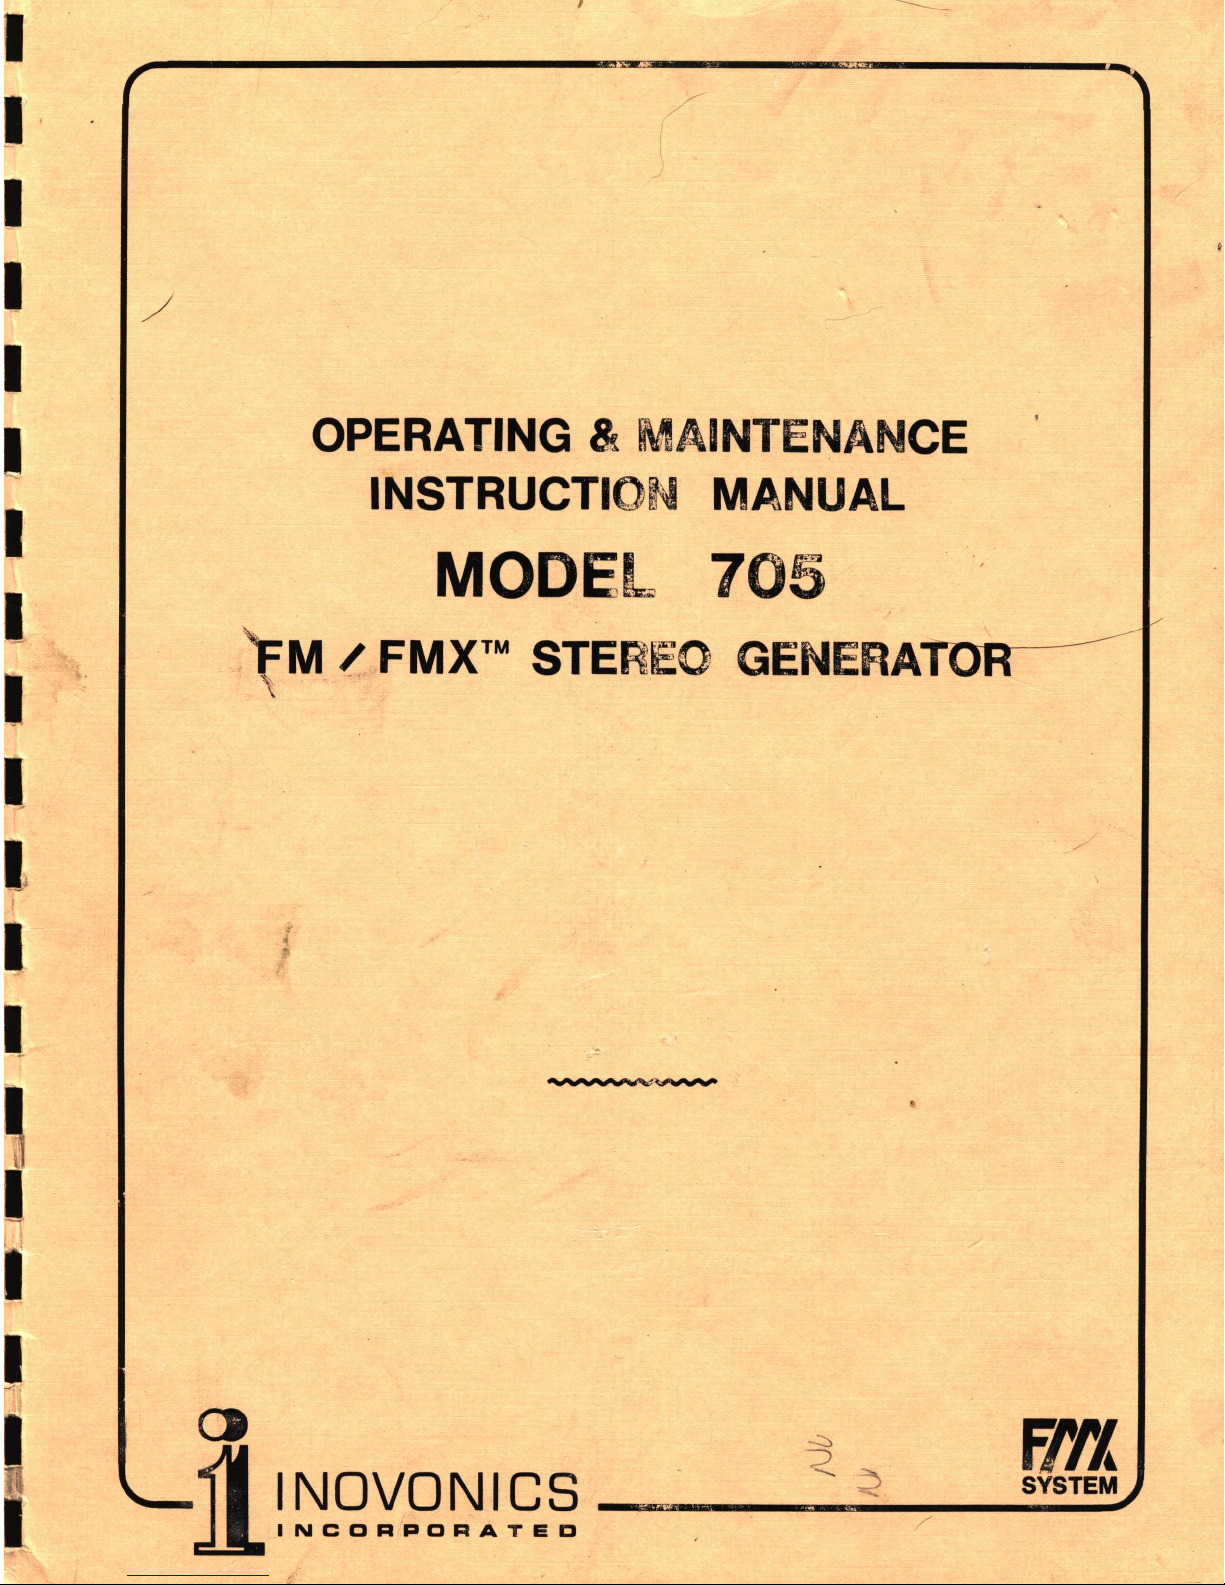 OPERATING & MAINTENANCE
INSTRUCTION MANUAL
MODEL 705
FM / FMX™ STEREO GENERATOR
INOVONICS
INCORPORATED
FMX
SYSTEM